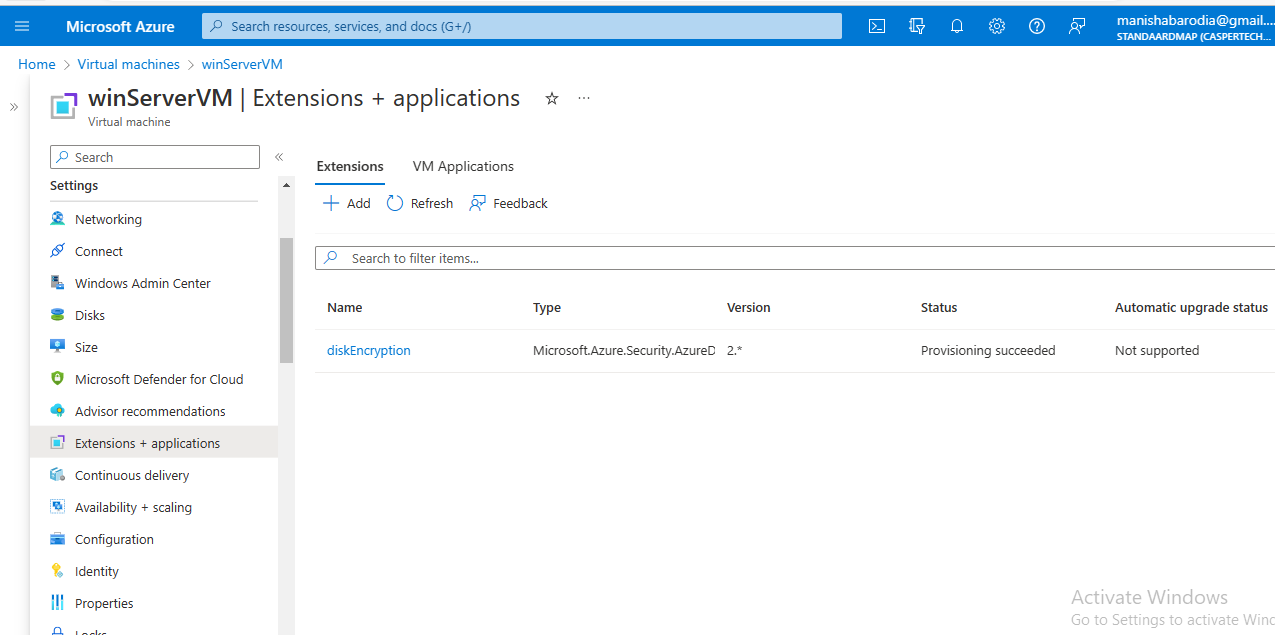 Microsoft Azure
Search resources, services, and docs (G+/)
manishabarodia@gmail....
STANDAARDMAP (CASPERTECH...
Home > Virtual machines > winServerVM
winServerVM | Extensions + applications
Virtual machine
Search
Settings
Networking
Connect
Windows Admin Center
Disks
Size
Microsoft Defender for Cloud
Advisor recommendations
Extensions + applications
Continuous delivery
Availability + scaling
Configuration
Identity
Properties
Locks
Extensions VM Applications
Add Refresh Feedback
Search to filter items...
Name Type Version Status Automatic upgrade status
diskEncryption Microsoft.Azure.Security.AzureD 2.* Provisioning succeeded Not supported
Activate Windows
Go to Settings to activate Wind